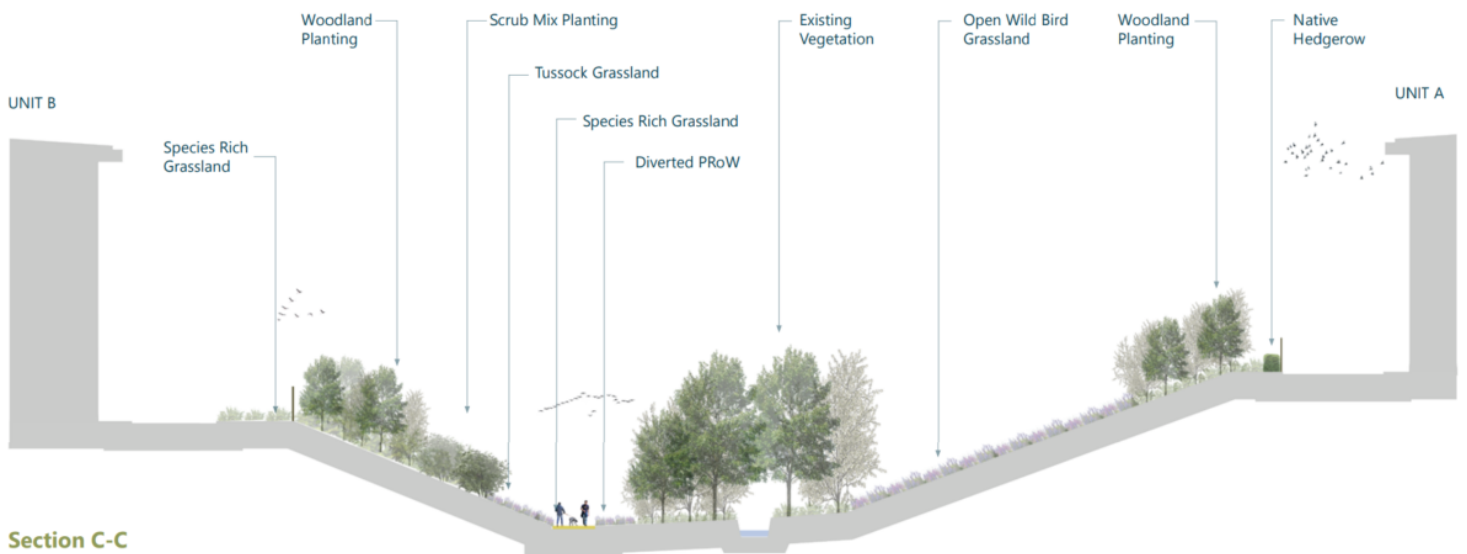 Woodland
Planting
Scrub Mix Planting
Existing
Vegetation
Open Wild Bird
Grassland
Woodland
Planting
Native
Hedgerow
Tussock Grassland
UNIT B
UNIT A
Species Rich Grassland
Species Rich
Grassland
Diverted PRoW
Section C-C